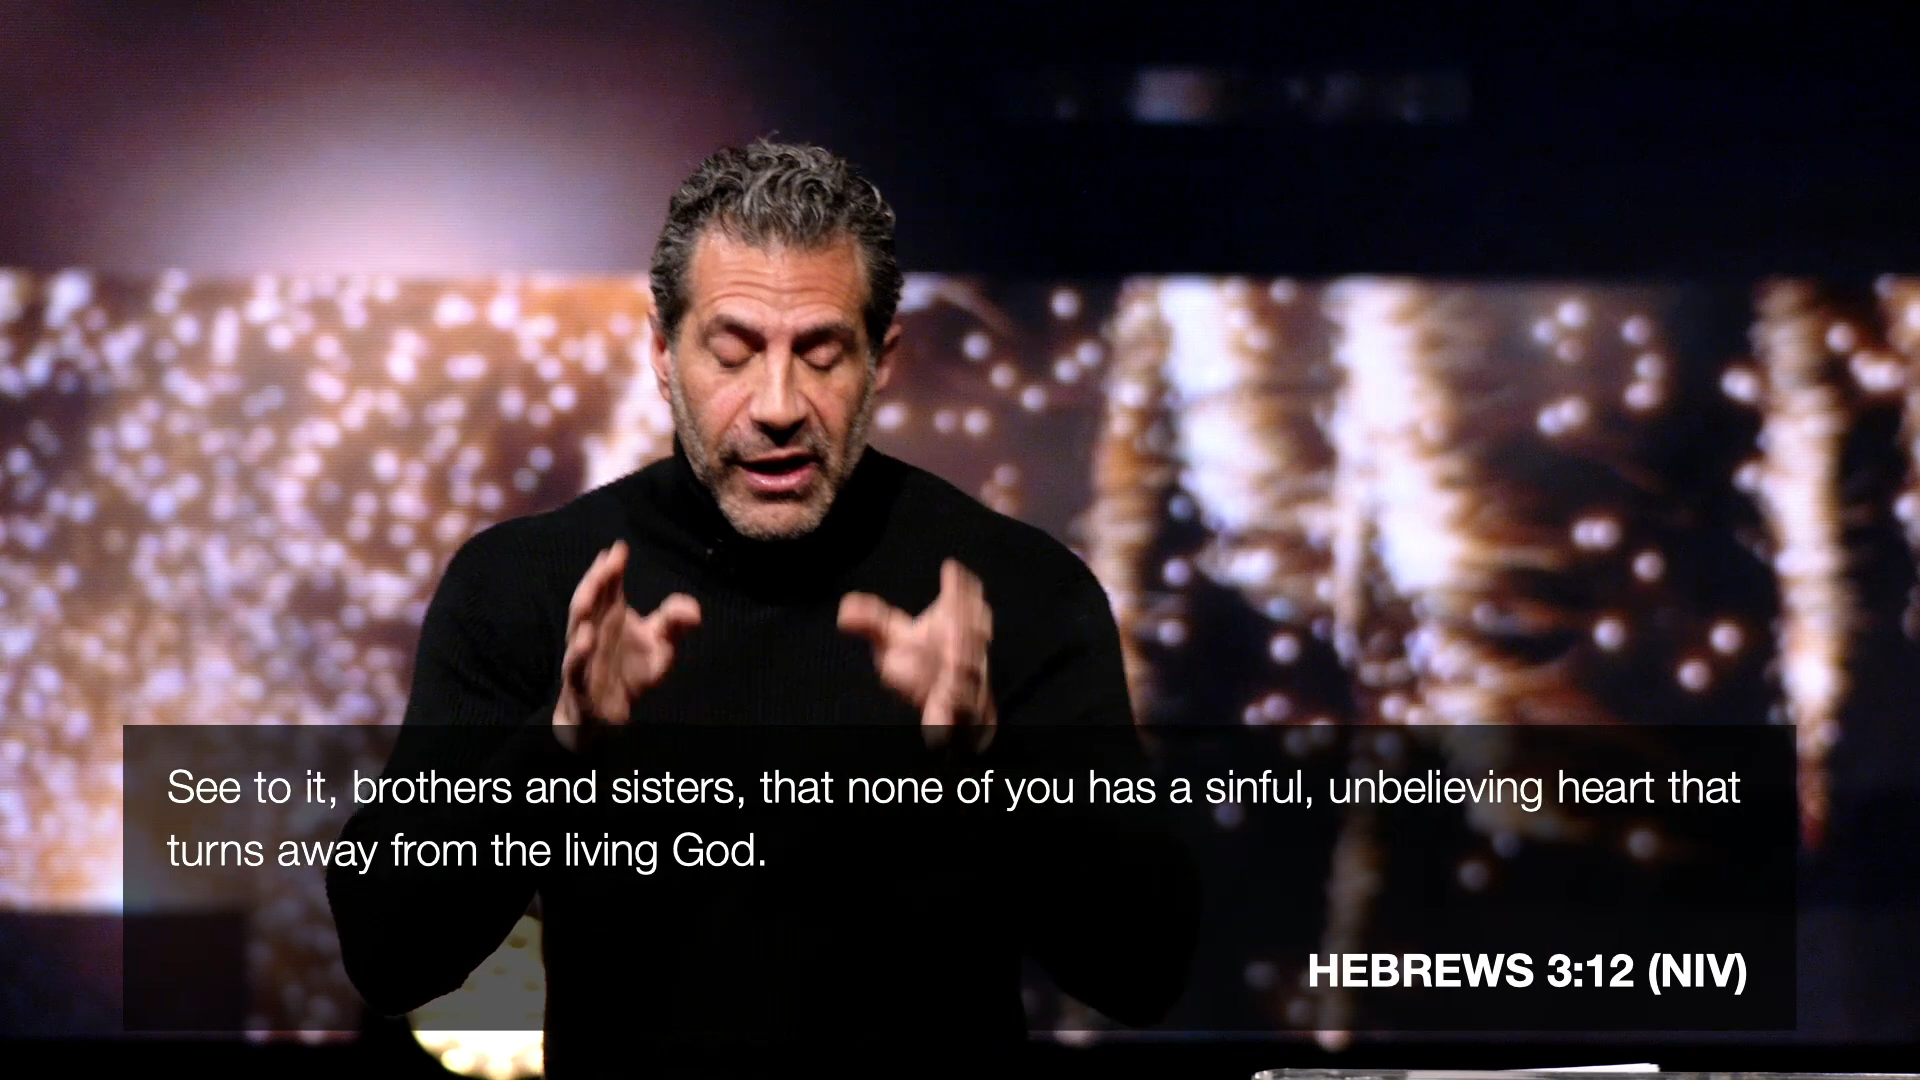 See to it, brothers and sisters, that none of you has a sinful, unbelieving heart that
turns away from the living God.
HEBREWS 3:12 (NIV)